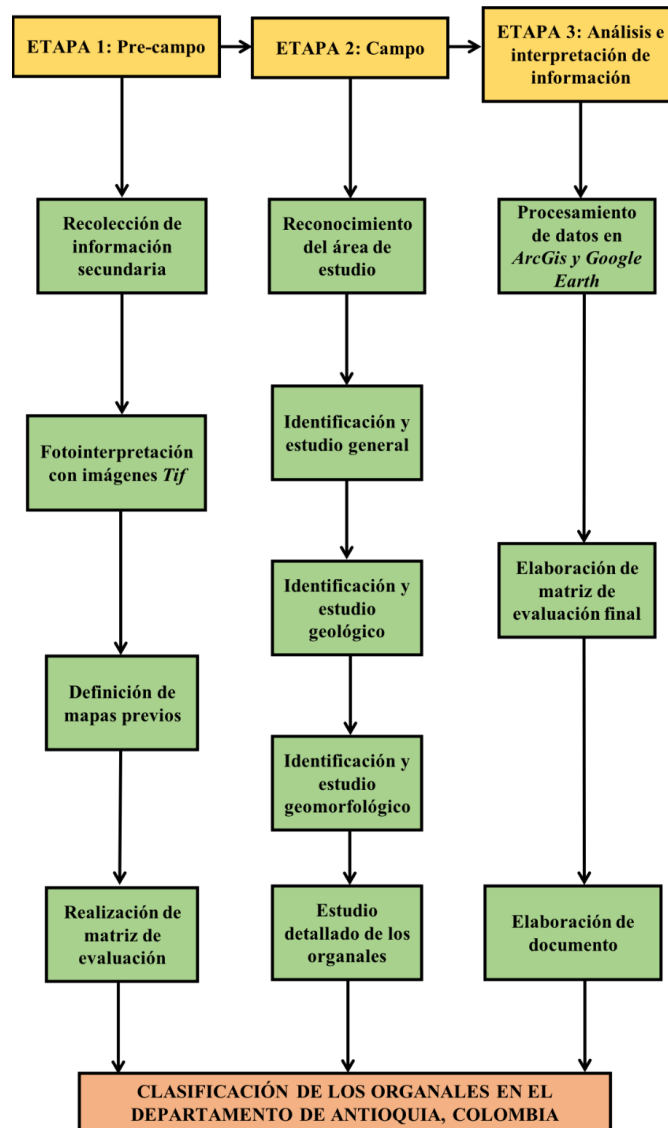 ETAPA 1: Pre-campo
ETAPA 2: Campo
ETAPA 3: Análisis e
interpretación de
información
Recolección de
información
secundaria
Fotointerpretación
con imágenes Tif
Definición de
mapas previos
Realización de
matriz de
evaluación
Reconocimiento
del área de
estudio
Identificación y
estudio general
Identificación y
estudio
geológico
Identificación y
estudio
geomorfológico
Estudio
detallado de los
organales
Procesamiento
de datos en
ArcGis y Google
Earth
Elaboración de
matriz de
evaluación final
Elaboración de
documento
CLASIFICACIÓN DE LOS ORGANALES EN EL
DEPARTAMENTO DE ANTIOQUIA, COLOMBIA